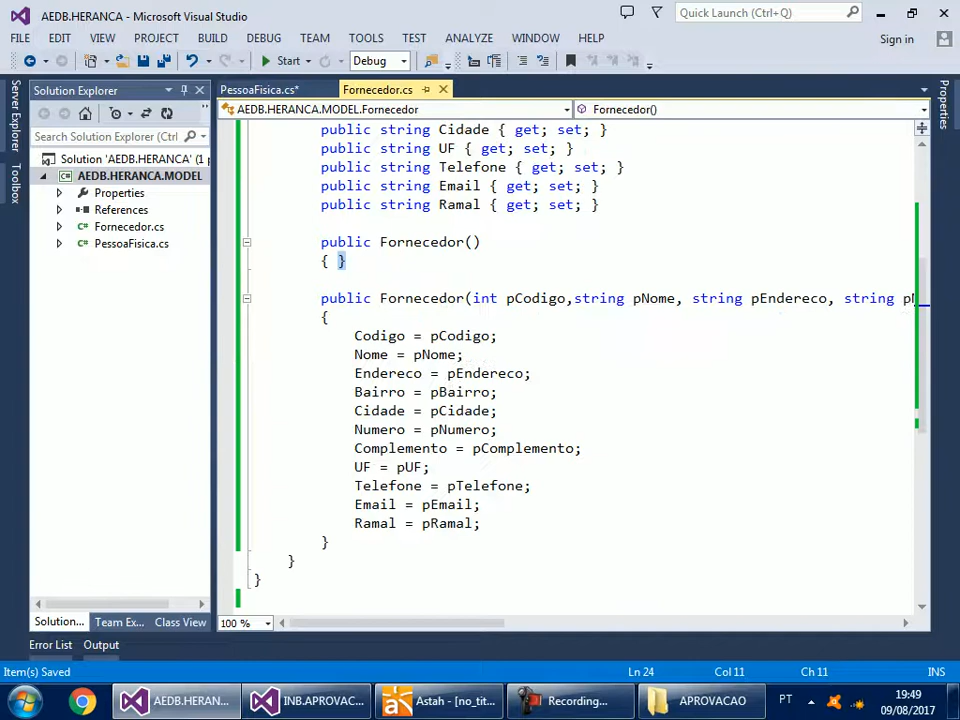 AEDB.HERANCA - Microsoft Visual Studio
Quick Launch (Ctrl+Q)
FILE EDIT VIEW PROJECT BUILD DEBUG TEAM TOOLS TEST ANALYZE WINDOW HELP
Sign in
Start Debug
Server Explorer
Toolbox
Solution Explorer
Search Solution Explorer (Ctrl
Solution 'AEDB.HERANCA' (1 p
AEDB.HERANCA.MODEL
Properties
References
Fornecedor.cs
PessoaFisica.cs
Solution... Team Ex... Class View
PessoaFisica.cs* Fornecedor.cs
AEDB.HERANCA.MODEL.Fornecedor Fornecedor()
public string Cidade { get; set; }
public string UF { get; set; }
public string Telefone { get; set; }
public string Email { get; set; }
public string Ramal { get; set; }
public Fornecedor()
{ }
public Fornecedor(int pCodigo,string pNome, string pEndereco, string pN
{
Codigo = pCodigo;
Nome = pNome;
Endereco = pEndereco;
Bairro = pBairro;
Cidade = pCidade;
Numero = pNumero;
Complemento = pComplemento;
UF = pUF;
Telefone = pTelefone;
Email = pEmail;
Ramal = pRamal;
}
}
}
100 %
Properties
Error List Output
Item(s) Saved Ln 24 Col 11 Ch 11 INS
AEDB.HERAN... INB.APROVAC... Astah - [no_tit... Recording... APROVACAO PT 19:49
09/08/2017